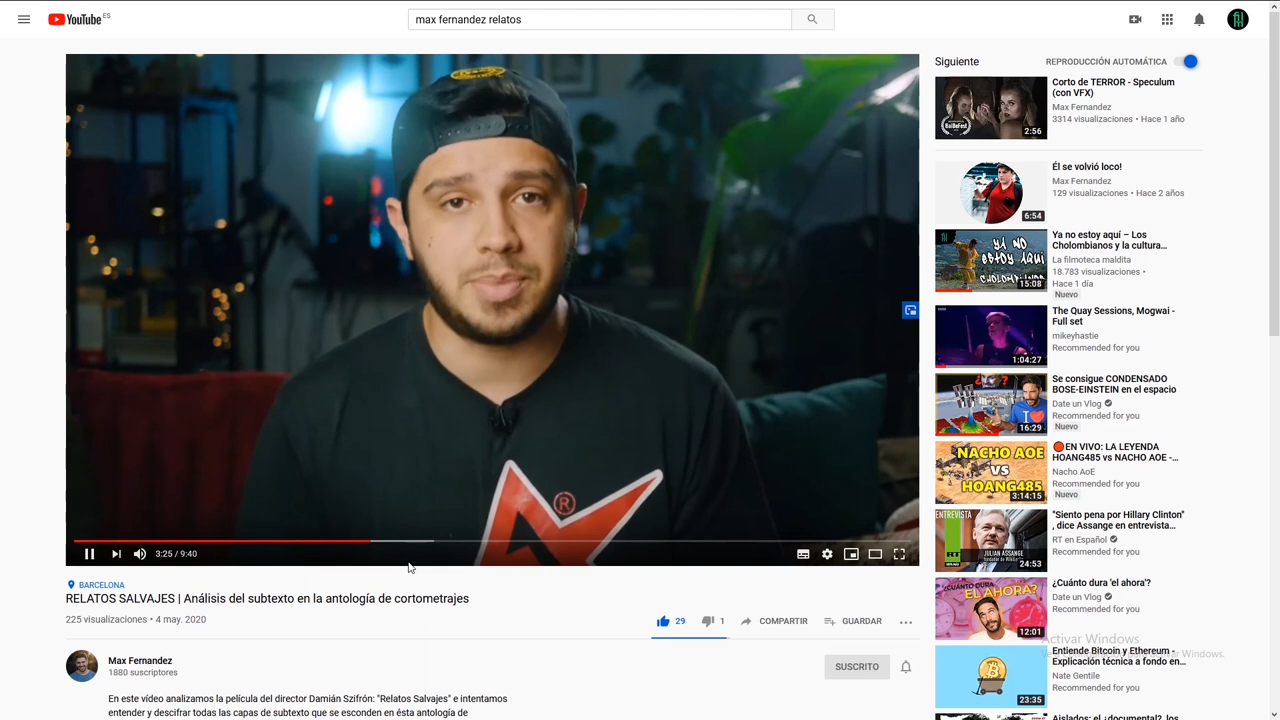 YouTube ES
max fernandez relatos
3:25 / 9:40
BARCELONA
RELATOS SALVAJES | Análisis del subtexto en la antología de cortometrajes
225 visualizaciones • 4 may. 2020
29
1
COMPARTIR
GUARDAR
Max Fernandez
1880 suscriptores
SUSCRITO
En este vídeo analizamos la película del director Damián Szifrón: "Relatos Salvajes" e intentamos
entender y descifrar todas las capas de subtexto que se esconden en ésta antología de
Siguiente
REPRODUCCIÓN AUTOMÁTICA
2:56
Corto de TERROR - Speculum
(con VFX)
Max Fernandez
3314 visualizaciones • Hace 1 año
6:54
Él se volvió loco!
Max Fernandez
129 visualizaciones • Hace 2 años
YA NO
ESTOY AQUÍ
CHOLOMBIANOS
15:08
Ya no estoy aquí – Los
Cholombianos y la cultura...
La filmoteca maldita
18.783 visualizaciones •
Hace 1 día
Nuevo
1:04:27
The Quay Sessions, Mogwai -
Full set
mikeyhastie
Recommended for you
16:29
Se consigue CONDENSADO
BOSE-EINSTEIN en el espacio
Date un Vlog
Recommended for you
Nuevo
NACHO AOE
VS
HOANG485
3:14:15
EN VIVO: LA LEYENDA
HOANG485 vs NACHO AOE -...
Nacho AoE
Recommended for you
Nuevo
ENTREVISTA
RT
JULIAN ASSANGE
24:53
"Siento pena por Hillary Clinton"
, dice Assange en entrevista...
RT en Español
Recommended for you
¿CUÁNTO DURA
EL AHORA?
12:01
¿Cuánto dura 'el ahora'?
Date un Vlog
Recommended for you
Activar Windows
23:35
Entiende Bitcoin y Ethereum -
Explicación técnica a fondo en...
Nate Gentile
Recommended for you
Aislados: el ¿documental?, los